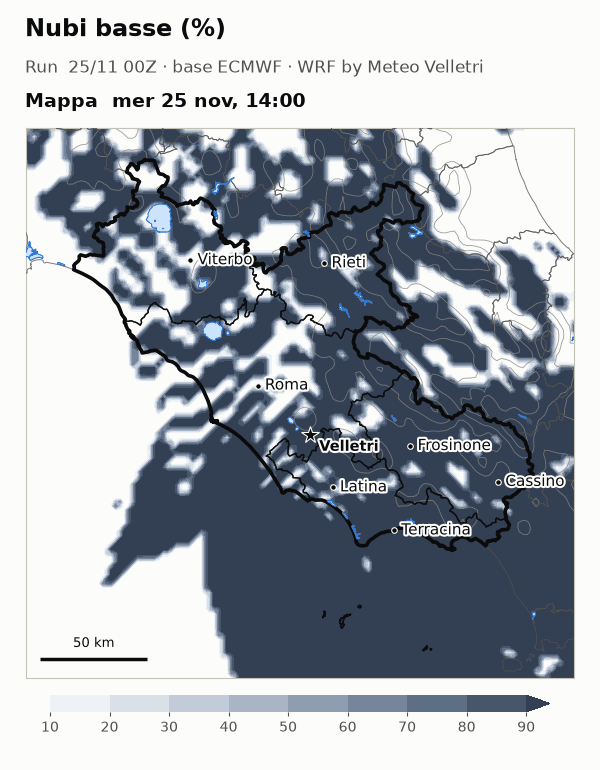 Nubi basse (%)
Run  25/11 00Z · base ECMWF · WRF by Meteo Velletri
Mappa  mer 25 nov, 14:00
Viterbo
Rieti
Roma
Velletri
Frosinone
Cassino
Latina
Terracina
50 km
10 20 30 40 50 60 70 80 90